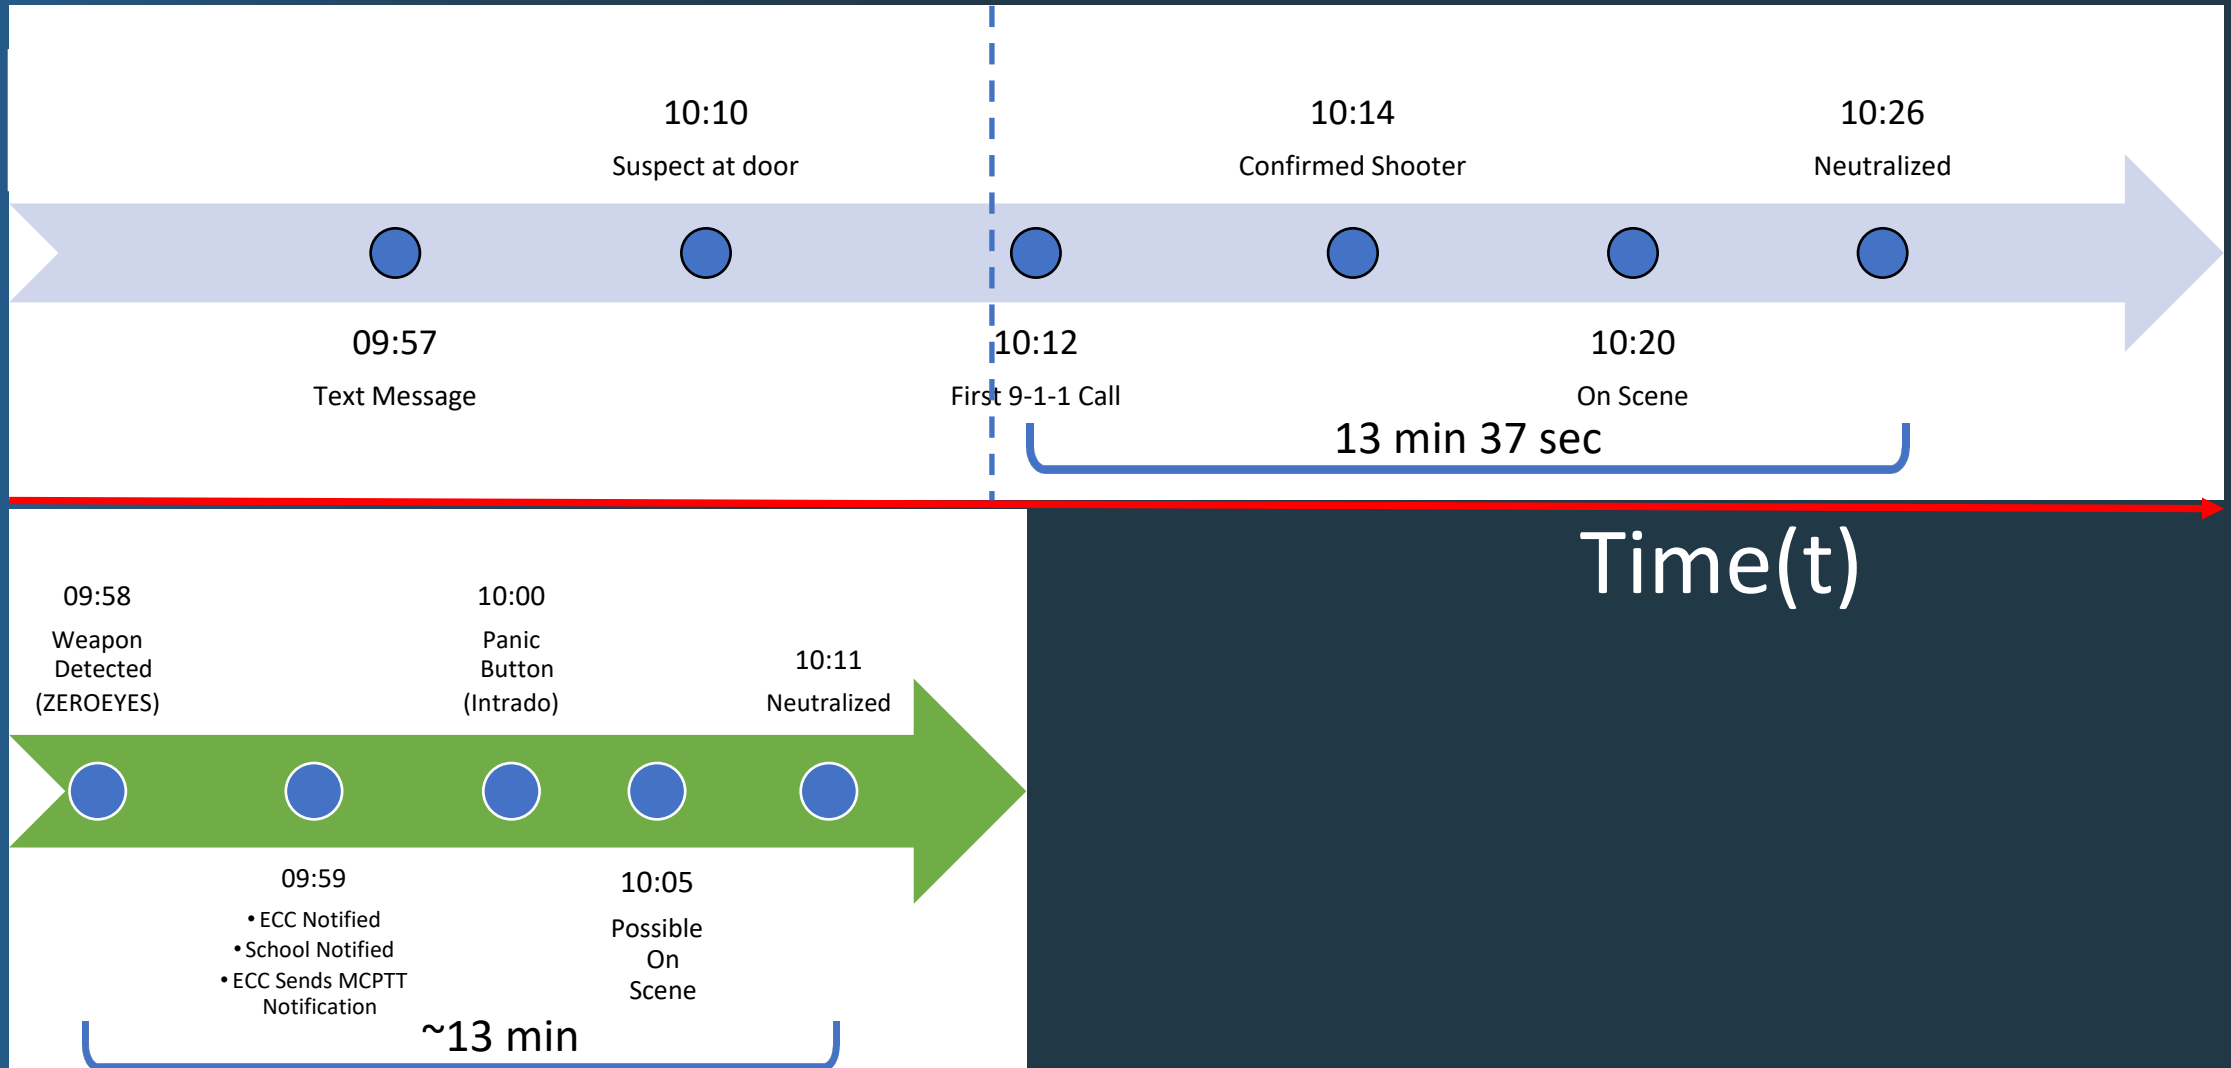 10:10
Suspect at door
10:14
Confirmed Shooter
10:26
Neutralized
09:57
Text Message
10:12
First 9-1-1 Call
10:20
On Scene
13 min 37 sec
Time(t)
09:58
Weapon
Detected
(ZEROEYES)
10:00
Panic
Button
(Intrado)
10:11
Neutralized
09:59
• ECC Notified
• School Notified
• ECC Sends MCPTT
Notification
10:05
Possible
On
Scene
~13 min